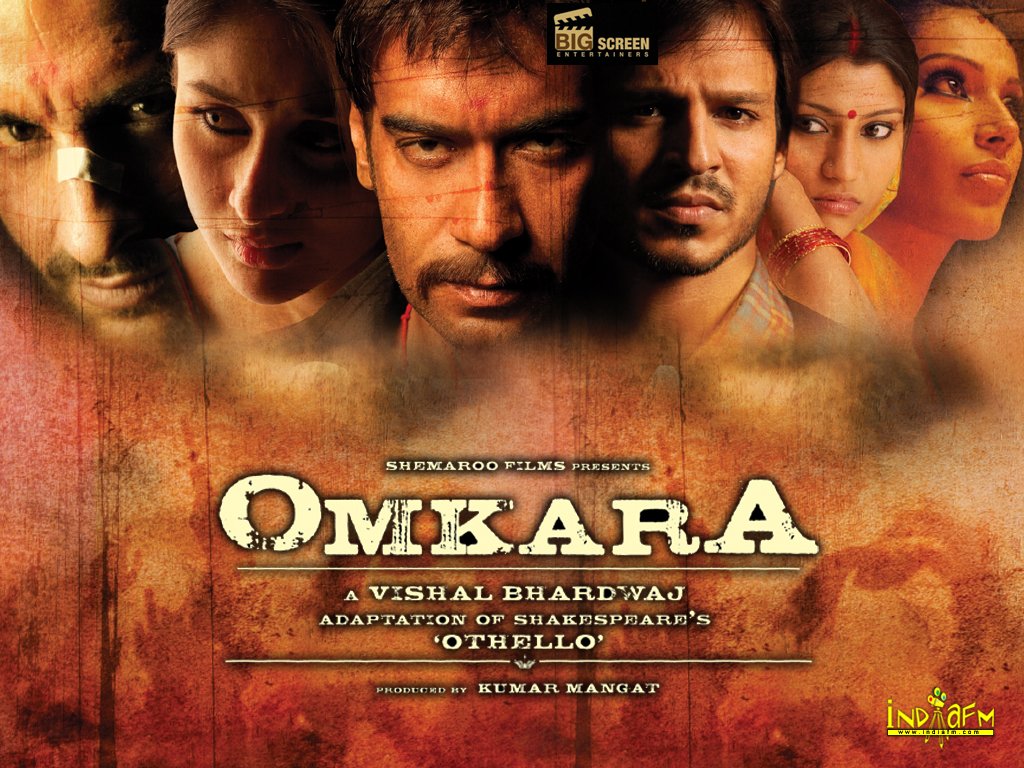 BIG SCREEN
ENTERTAINERS
SHEMAROO FILMS PRESENTS
OMKARA
A VISHAL BHARDWAJ
ADAPTATION OF SHAKESPEARE'S
'OTHELLO'
PRODUCED BY KUMAR MANGAT
INDIAFM
www.indiafm.com